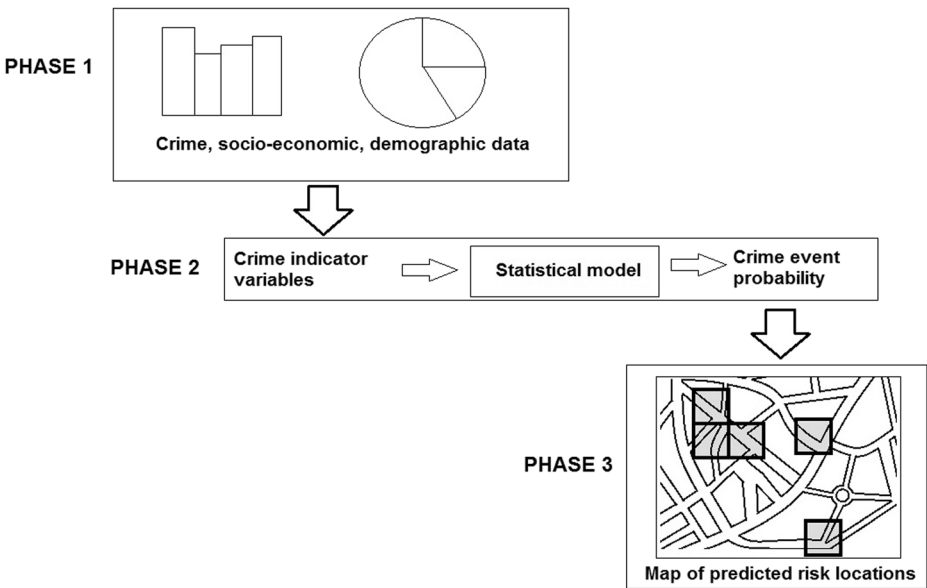 PHASE 1
Crime, socio-economic, demographic data
PHASE 2
Crime indicator
variables
Statistical model
Crime event
probability
PHASE 3
Map of predicted risk locations